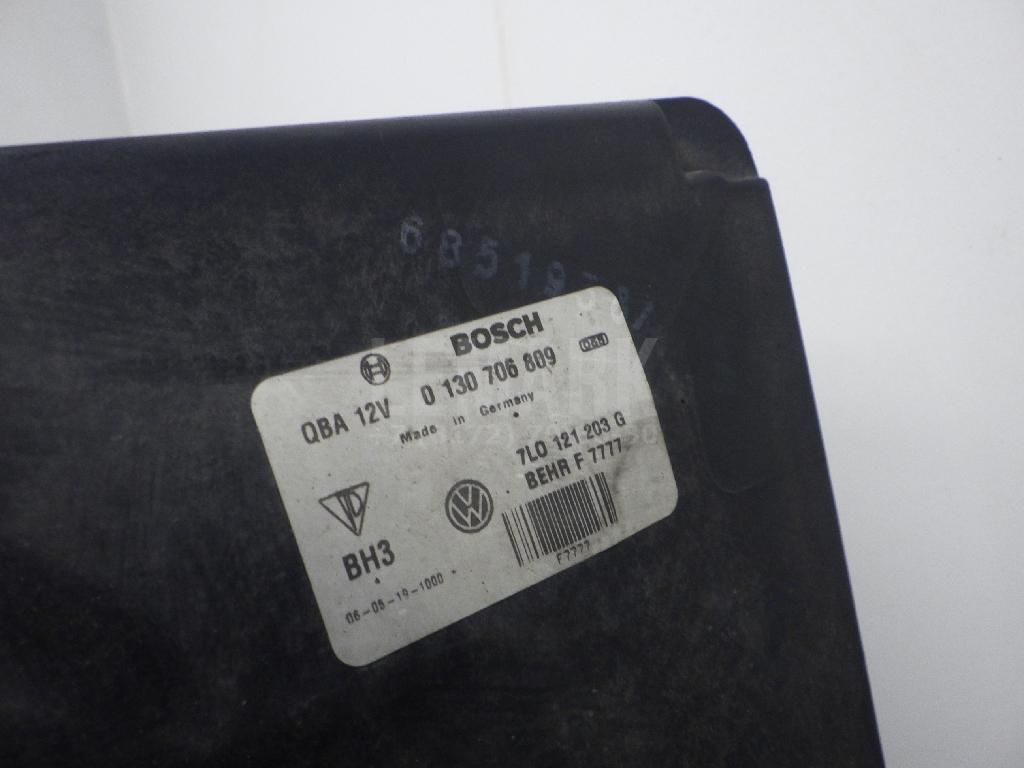 BOSCH
QBA 12V 0 130 706 809
Made in Germany
7L0 121 203 G
BEHR F 7777
VW
BH3
F7777
06-05-19-1000